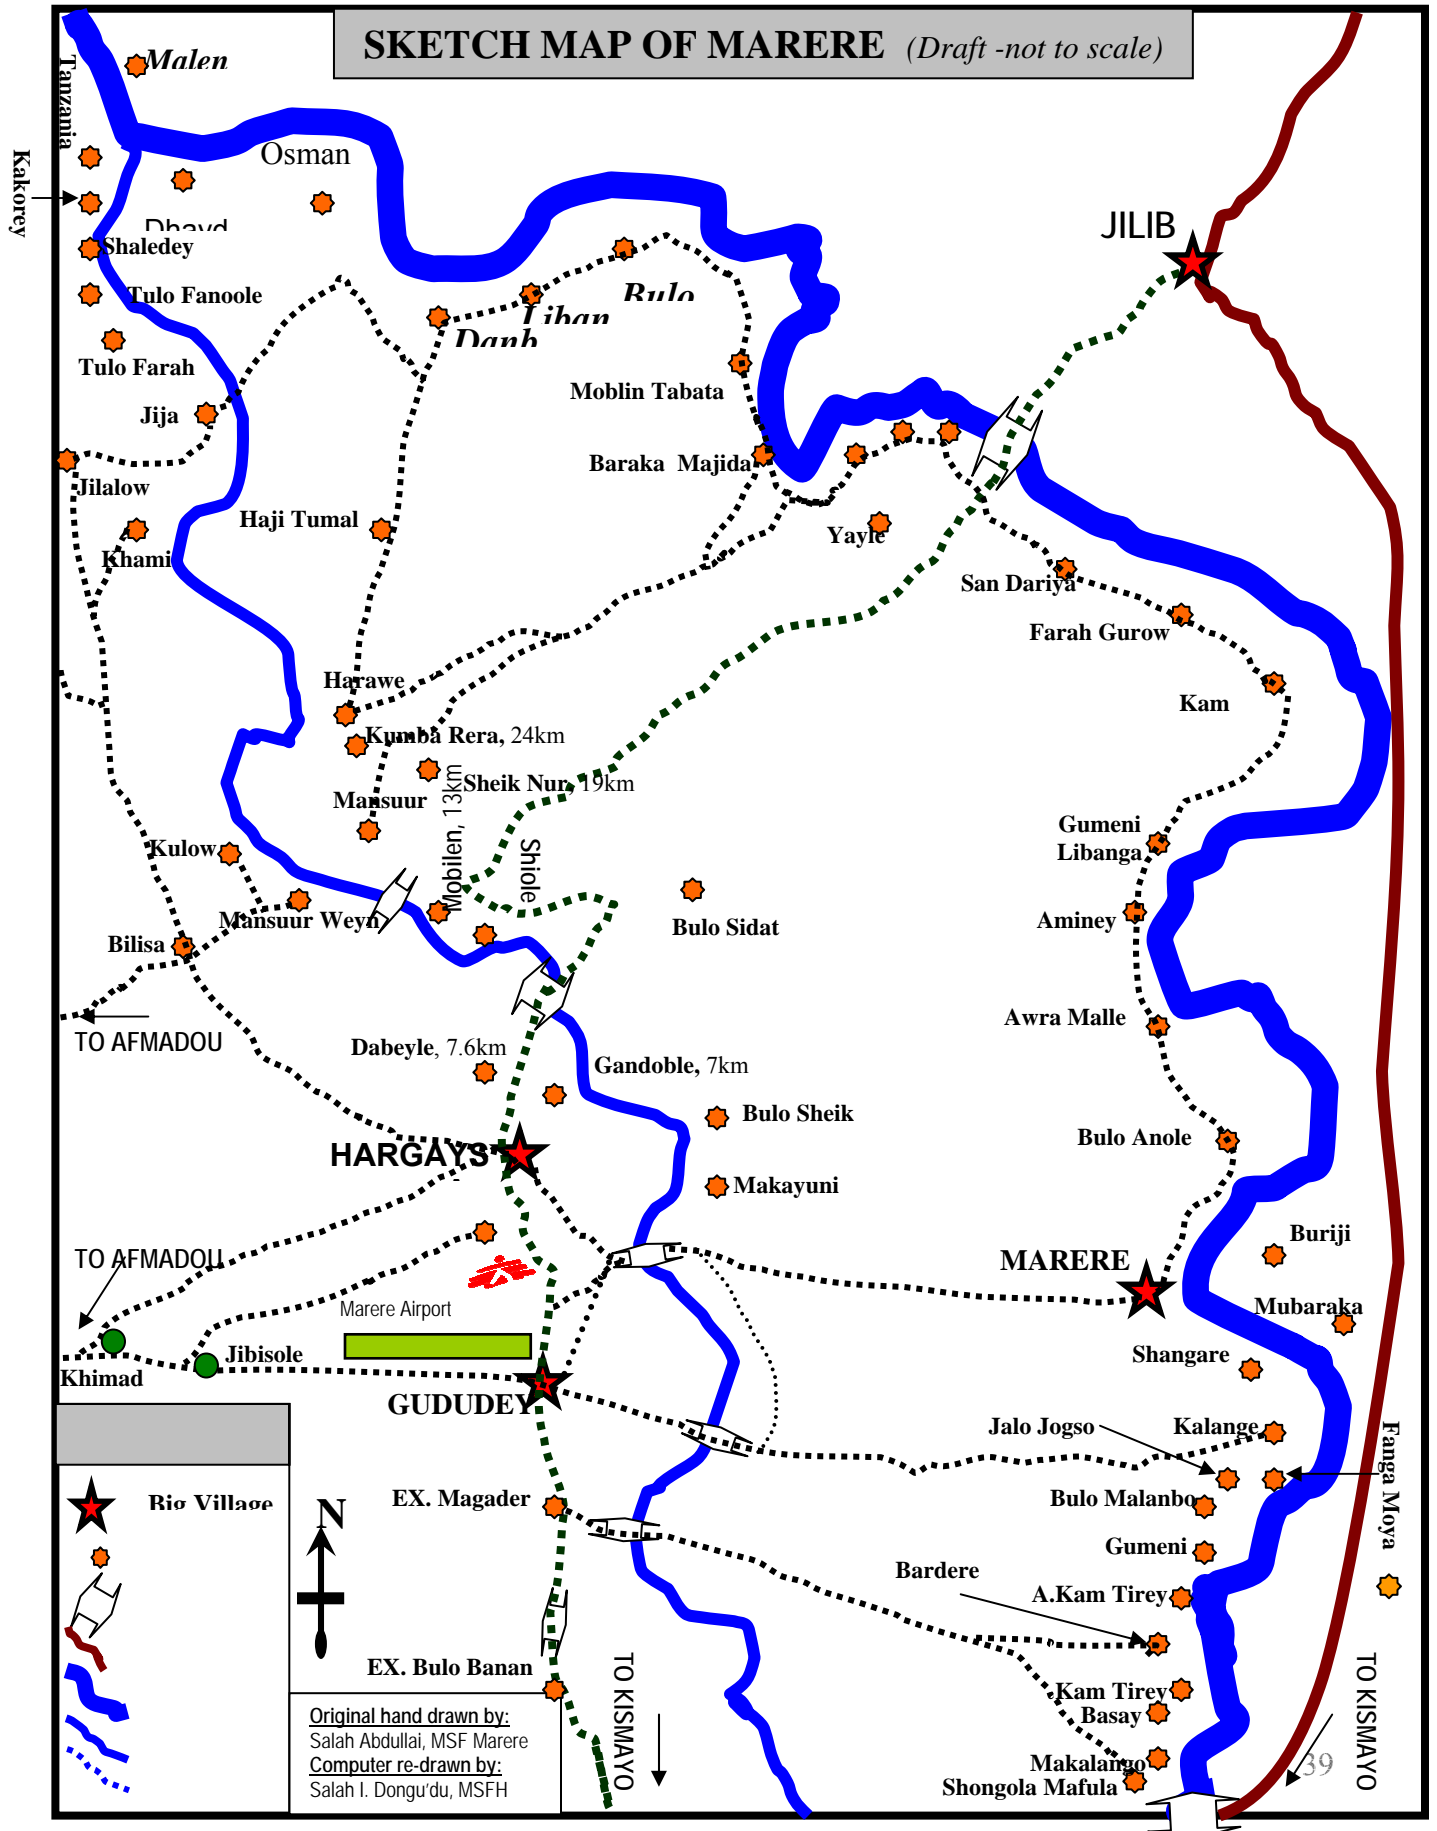 SKETCH MAP OF MARERE (Draft -not to scale)
Malen
Tanzania
Osman
Kakorey
JILIB
Shaledey
Tulo Fanoole
Bulo
Liban
Danb
Tulo Farah
Moblin Tabata
Jija
Baraka Majida
Jilalow
Haji Tumal
Yayle
Khami
San Dariya
Farah Gurow
Harawe
Kam
Kumba Rera, 24km
Sheik Nur, 19km
Mansuur
Mobilen, 13km
Shiole
Gumeni
Libanga
Kulow
Mansuur Weyn
Bulo Sidat
Aminey
Bilisa
Awra Malle
TO AFMADOU
Dabeyle, 7.6km
Gandoble, 7km
Bulo Sheik
Bulo Anole
HARGAYS
Makayuni
Buriji
TO AFMADOU
MARERE
Marere Airport
Mubaraka
Jibisole
Shangare
Khimad
GUDUDEY
Jalo Jogso
Kalange
Fanga Moya
Big Village
N
EX. Magader
Bulo Malanbo
Gumeni
Bardere
A.Kam Tirey
EX. Bulo Banan
TO KISMAYO
TO KISMAYO
Kam Tirey
Basay
Original hand drawn by:
Salah Abdullai, MSF Marere
Computer re-drawn by:
Salah I. Dongu'du, MSFH
Makalango
39
Shongola Mafula